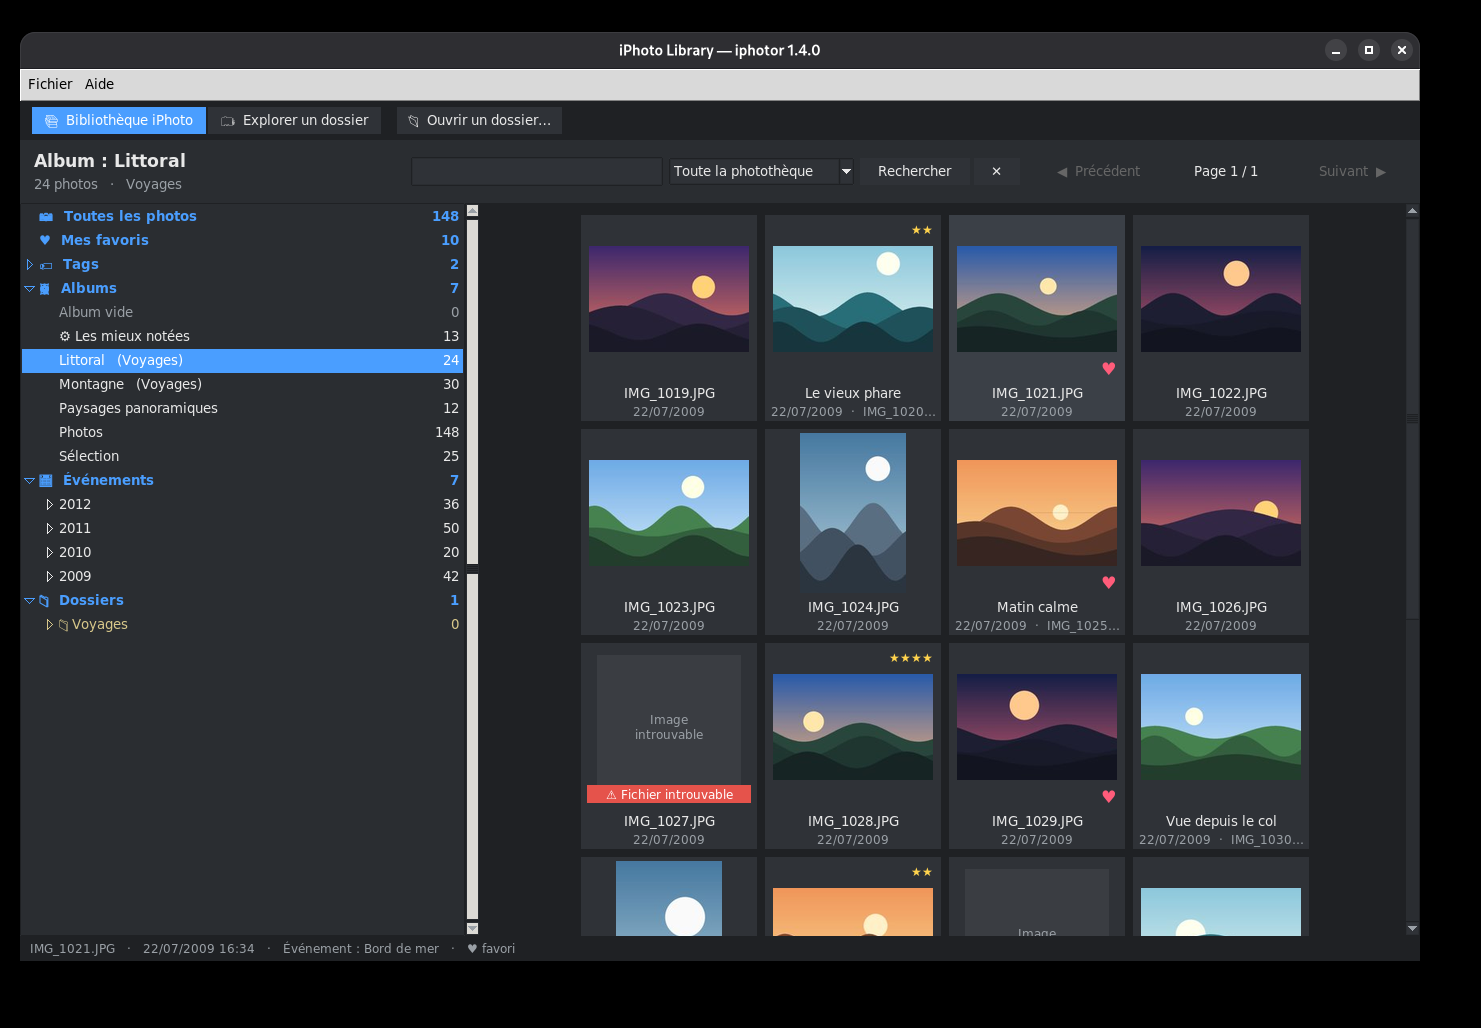 iPhoto Library — iphotor 1.4.0
Fichier Aide
Bibliothèque iPhoto Explorer un dossier Ouvrir un dossier...
Album : Littoral
24 photos · Voyages
Toute la photothèque Rechercher ✕ ◀ Précédent Page 1 / 1 Suivant ▶
Toutes les photos 148
♥ Mes favoris 10
Tags 2
Albums 7
Album vide 0
⚙ Les mieux notées 13
Littoral (Voyages) 24
Montagne (Voyages) 30
Paysages panoramiques 12
Photos 148
Sélection 25
Événements 7
2012 36
2011 50
2010 20
2009 42
Dossiers 1
Voyages 0
★★
♥
IMG_1019.JPG Le vieux phare IMG_1021.JPG IMG_1022.JPG
22/07/2009 22/07/2009 · IMG_1020... 22/07/2009 22/07/2009
♥
IMG_1023.JPG IMG_1024.JPG Matin calme IMG_1026.JPG
22/07/2009 22/07/2009 22/07/2009 · IMG_1025... 22/07/2009
★★★★
Image
introuvable
⚠ Fichier introuvable ♥
IMG_1027.JPG IMG_1028.JPG IMG_1029.JPG Vue depuis le col
22/07/2009 22/07/2009 22/07/2009 22/07/2009 · IMG_1030...
★★
Image
IMG_1021.JPG · 22/07/2009 16:34 · Événement : Bord de mer · ♥ favori